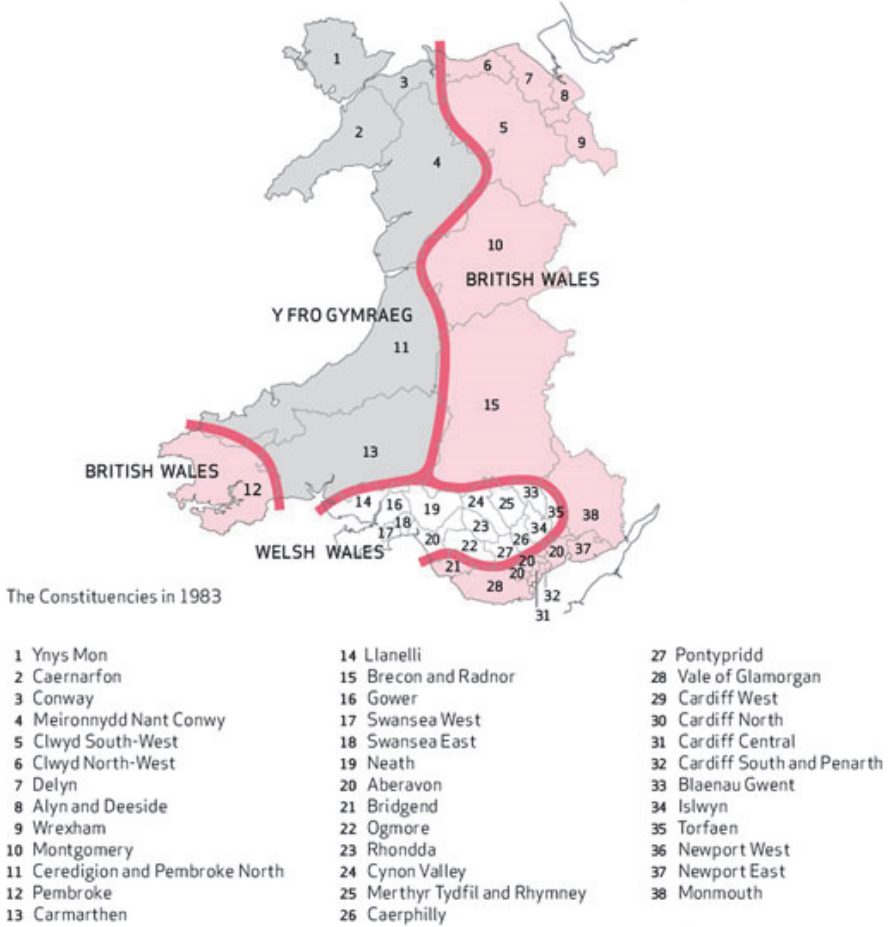 1
6
3
7
8
2
5
9
4
10
BRITISH WALES
Y FRO GYMRAEG
11
15
13
BRITISH WALES
12
33
14
16
19
24
25
35
38
18
23
34
17
20
26
WELSH WALES
22
27
20
37
21
20
20
28
32
31
The Constituencies in 1983
1 Ynys Mon
2 Caernarfon
3 Conway
4 Meironnydd Nant Conwy
5 Clwyd South-West
6 Clwyd North-West
7 Delyn
8 Alyn and Deeside
9 Wrexham
10 Montgomery
11 Ceredigion and Pembroke North
12 Pembroke
13 Carmarthen
14 Llanelli
15 Brecon and Radnor
16 Gower
17 Swansea West
18 Swansea East
19 Neath
20 Aberavon
21 Bridgend
22 Ogmore
23 Rhondda
24 Cynon Valley
25 Merthyr Tydfil and Rhymney
26 Caerphilly
27 Pontypridd
28 Vale of Glamorgan
29 Cardiff West
30 Cardiff North
31 Cardiff Central
32 Cardiff South and Penarth
33 Blaenau Gwent
34 Islwyn
35 Torfaen
36 Newport West
37 Newport East
38 Monmouth